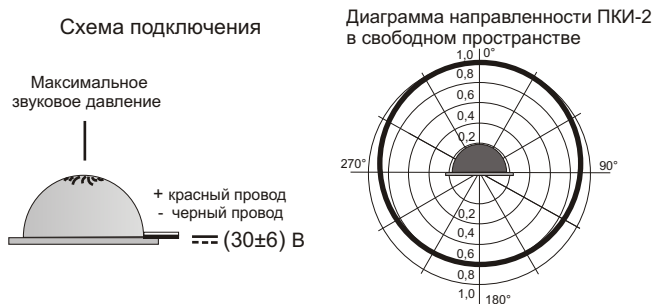 Схема подключения
Максимальное
звуковое давление
+ красный провод
- черный провод
(30±6) В
Диаграмма направленности ПКИ-2
в свободном пространстве
1,0 0°
0,8
0,6
0,4
0,2
270°
90°
0,2
0,4
0,6
0,8
1,0 180°